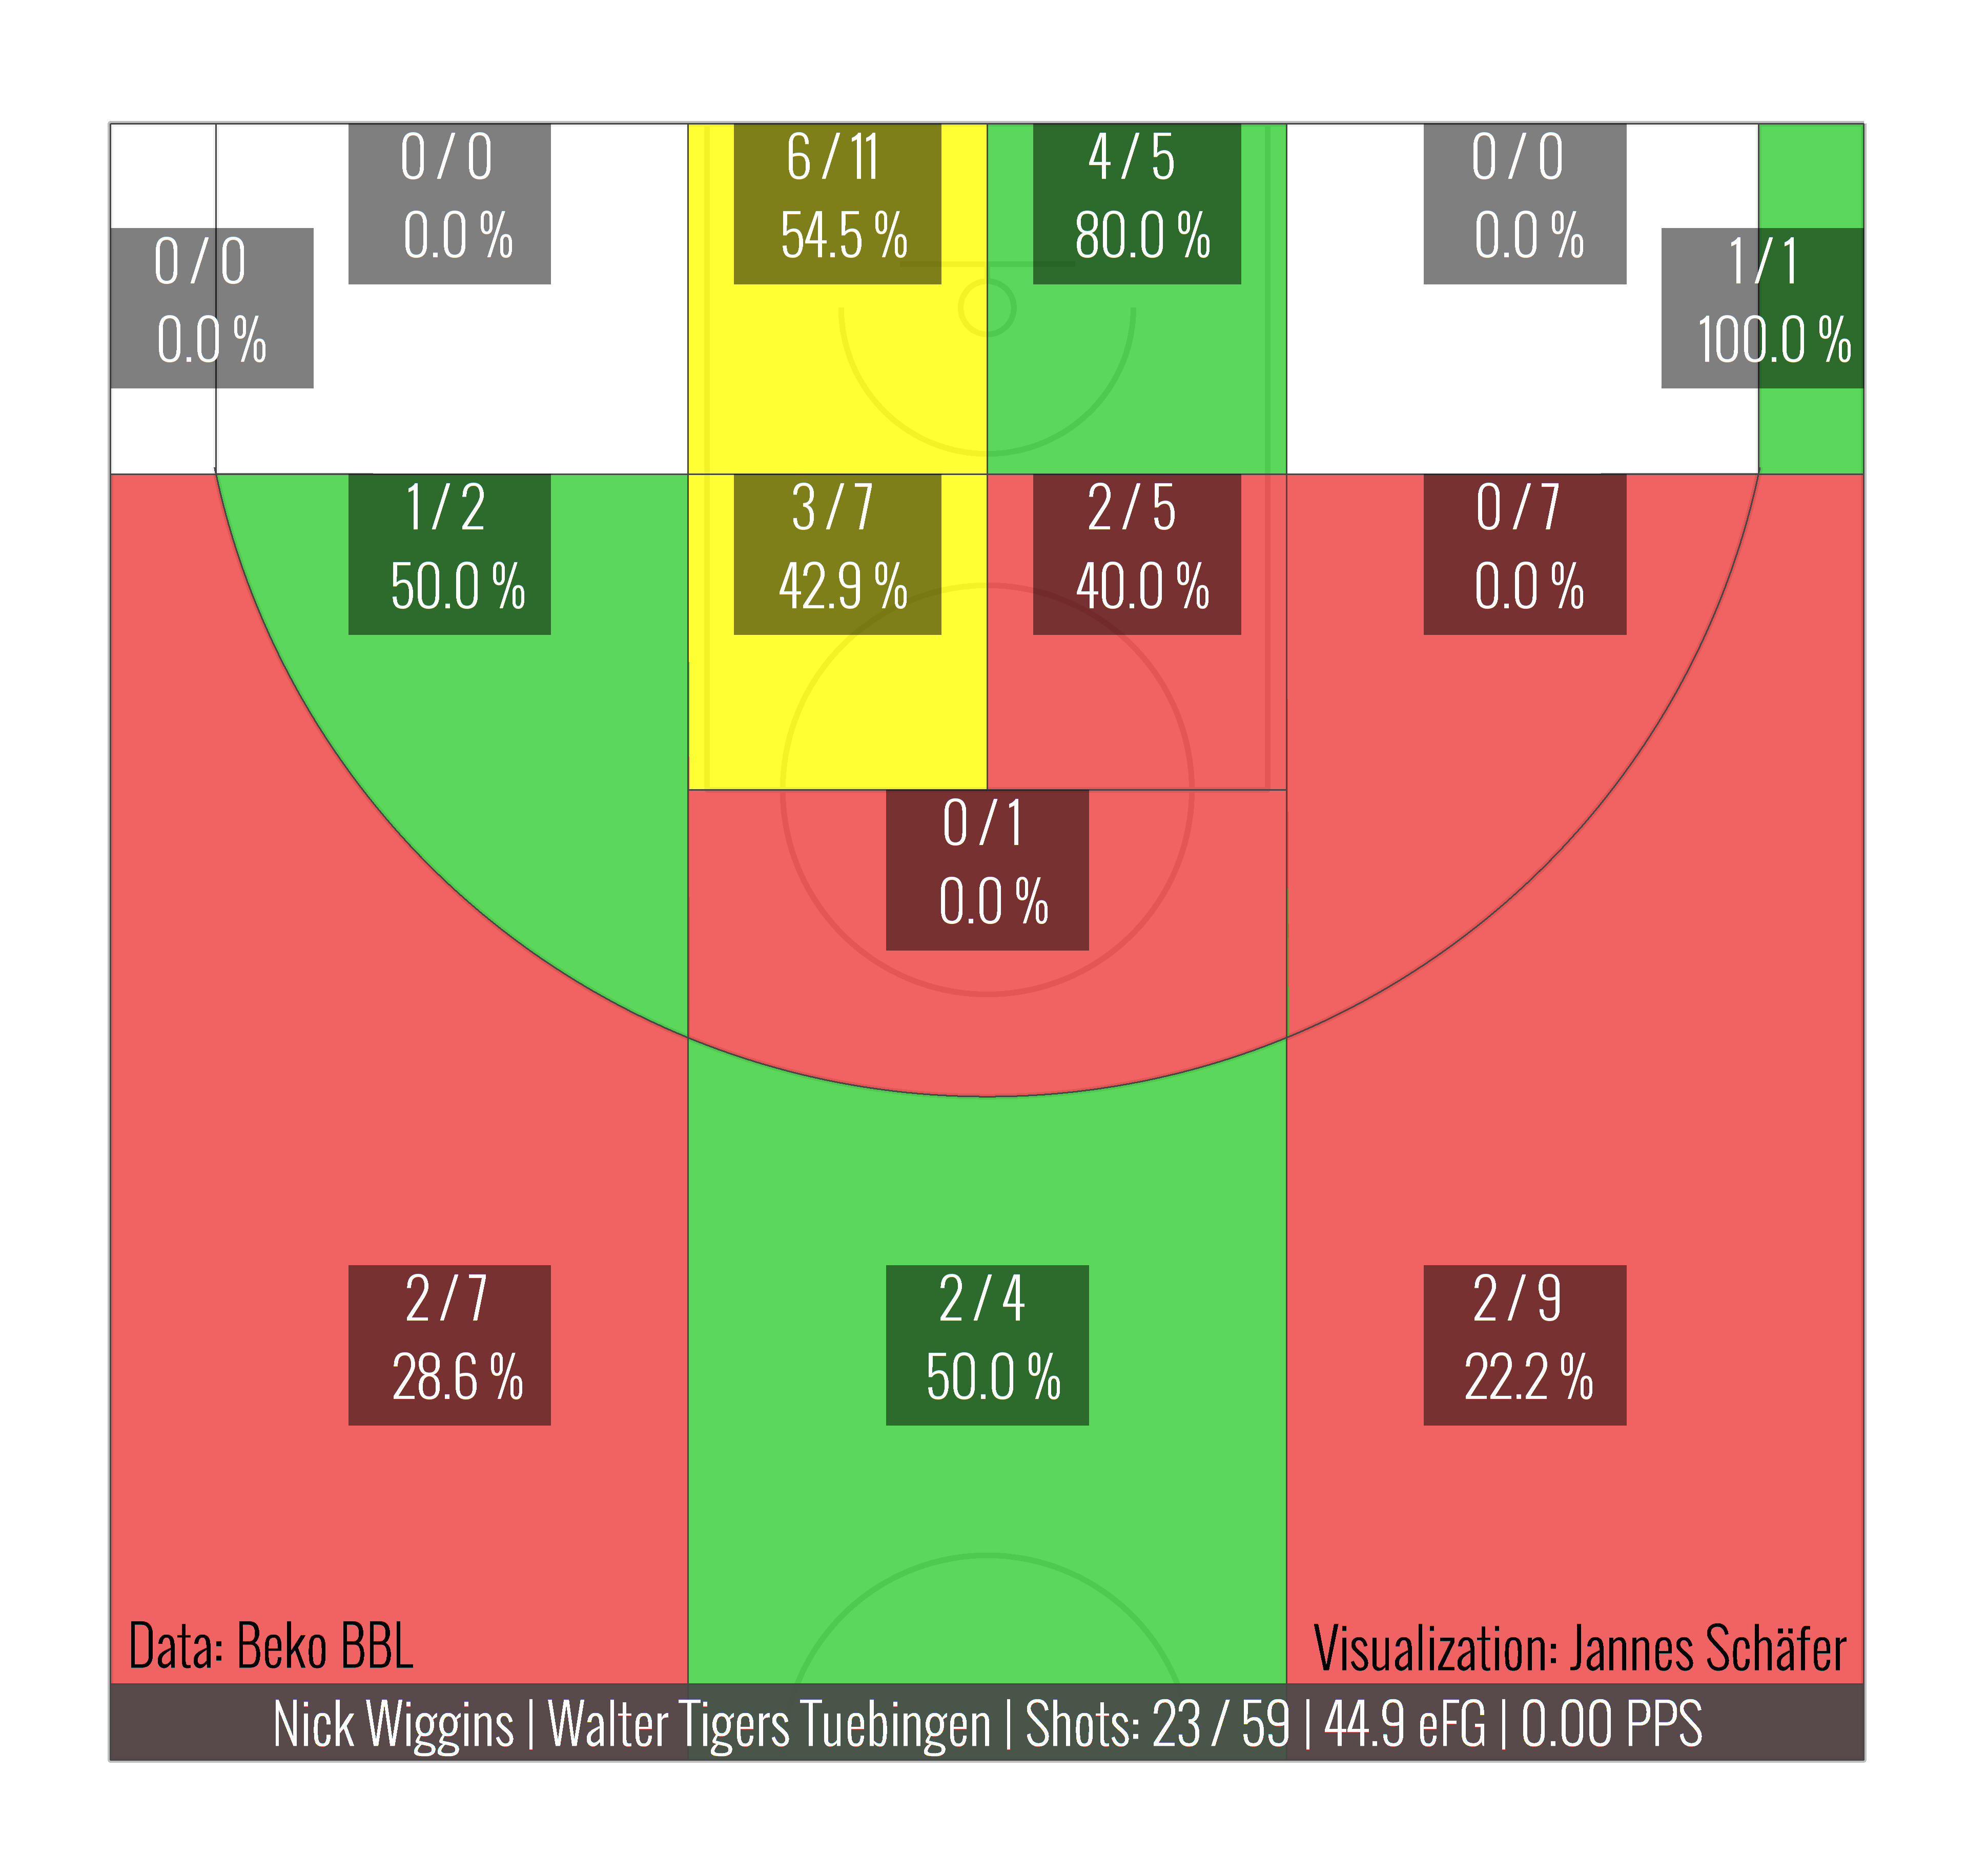 0 / 0
0.0 %
6 / 11
54.5 %
4 / 5
80.0 %
0 / 0
0.0 %
0 / 0
0.0 %
1 / 1
100.0 %
1 / 2
50.0 %
3 / 7
42.9 %
2 / 5
40.0 %
0 / 7
0.0 %
0 / 1
0.0 %
2 / 7
28.6 %
2 / 4
50.0 %
2 / 9
22.2 %
Data: Beko BBL
Visualization: Jannes Schäfer
Nick Wiggins | Walter Tigers Tuebingen | Shots: 23 / 59 | 44.9 eFG | 0.00 PPS